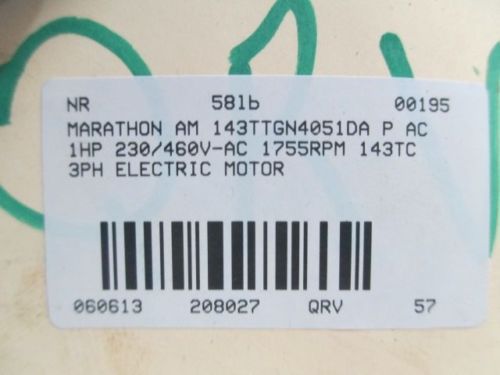 NR 58lb 00195
MARATHON AM 143TTGN4051DA P AC
1HP 230/460V-AC 1755RPM 143TC
3PH ELECTRIC MOTOR
060613 208027 QRV 57